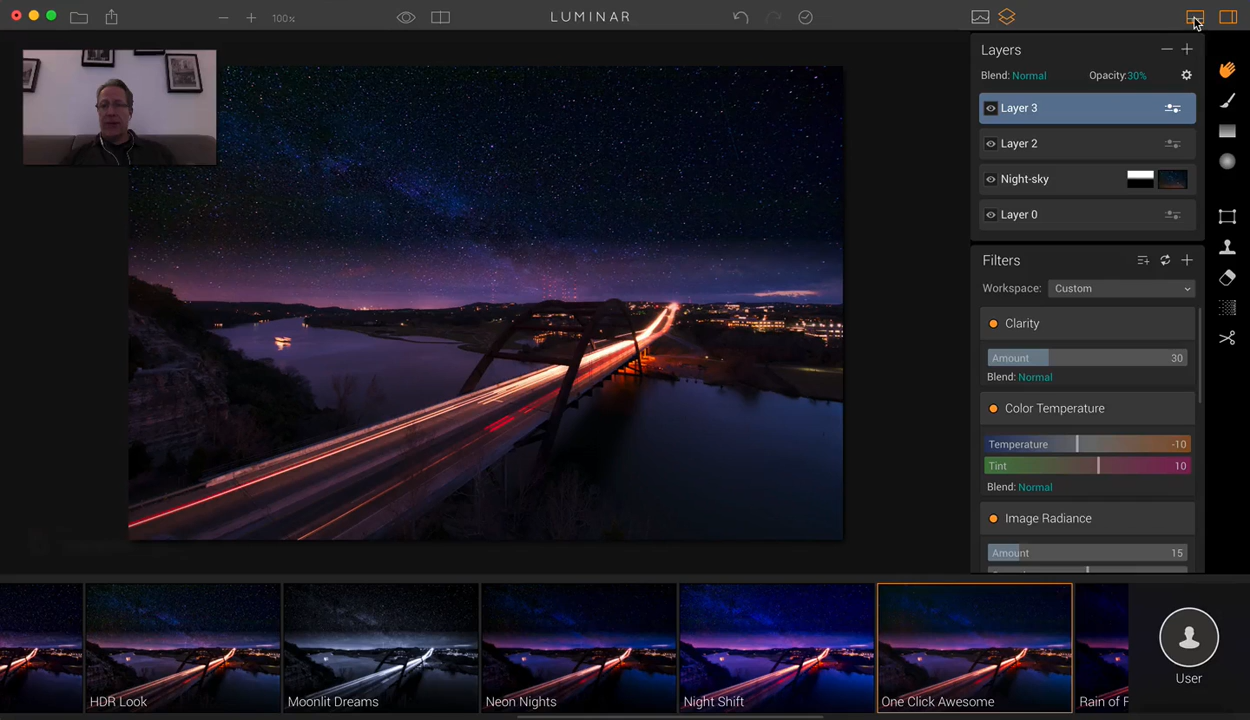 100%
LUMINAR
Layers
Blend: Normal
Opacity:30%
Layer 3
Layer 2
Night-sky
Layer 0
Filters
Workspace: Custom
Clarity
Amount 30
Blend: Normal
Color Temperature
Temperature -10
Tint 10
Blend: Normal
Image Radiance
Amount 15
HDR Look
Moonlit Dreams
Neon Nights
Night Shift
One Click Awesome
Rain of F
User